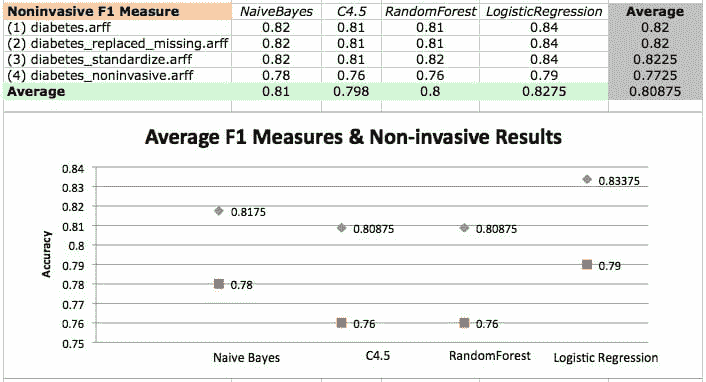 Noninvasive F1 Measure NaiveBayes C4.5 RandomForest LogisticRegression Average
(1) diabetes.arff 0.82 0.81 0.81 0.84 0.82
(2) diabetes_replaced_missing.arff 0.82 0.81 0.81 0.84 0.82
(3) diabetes_standardize.arff 0.82 0.81 0.82 0.84 0.8225
(4) diabetes_noninvasive.arff 0.78 0.76 0.76 0.79 0.7725
Average 0.81 0.798 0.8 0.8275 0.80875
Average F1 Measures & Non-invasive Results
Accuracy
0.84
0.83
0.82
0.81
0.8
0.79
0.78
0.77
0.76
0.75
0.8175
0.80875
0.80875
0.83375
0.78
0.76
0.76
0.79
Naive Bayes C4.5 RandomForest Logistic Regression